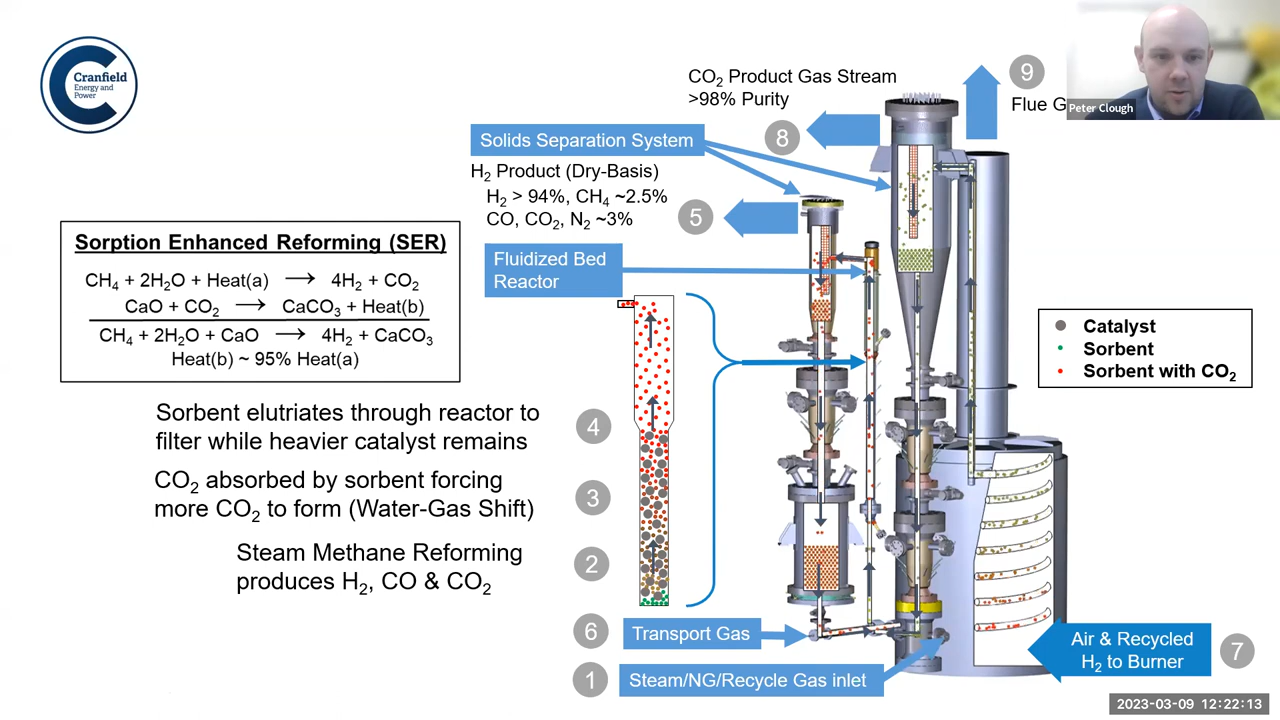 Cranfield
Energy and
Power
CO2 Product Gas Stream
>98% Purity
8
9
Flue G
Peter Clough
Solids Separation System
H2 Product (Dry-Basis)
H2 > 94%, CH4 ~2.5%
CO, CO2, N2 ~3%
5
Fluidized Bed
Reactor
Sorption Enhanced Reforming (SER)
CH4 + 2H2O + Heat(a) → 4H2 + CO2
CaO + CO2 → CaCO3 + Heat(b)
CH4 + 2H2O + CaO → 4H2 + CaCO3
Heat(b) ~ 95% Heat(a)
Catalyst
Sorbent
Sorbent with CO2
Sorbent elutriates through reactor to
filter while heavier catalyst remains
4
CO2 absorbed by sorbent forcing
more CO2 to form (Water-Gas Shift)
3
Steam Methane Reforming
produces H2, CO & CO2
2
6
Transport Gas
1
Steam/NG/Recycle Gas inlet
Air & Recycled
H2 to Burner
7
2023-03-09 12:22:13